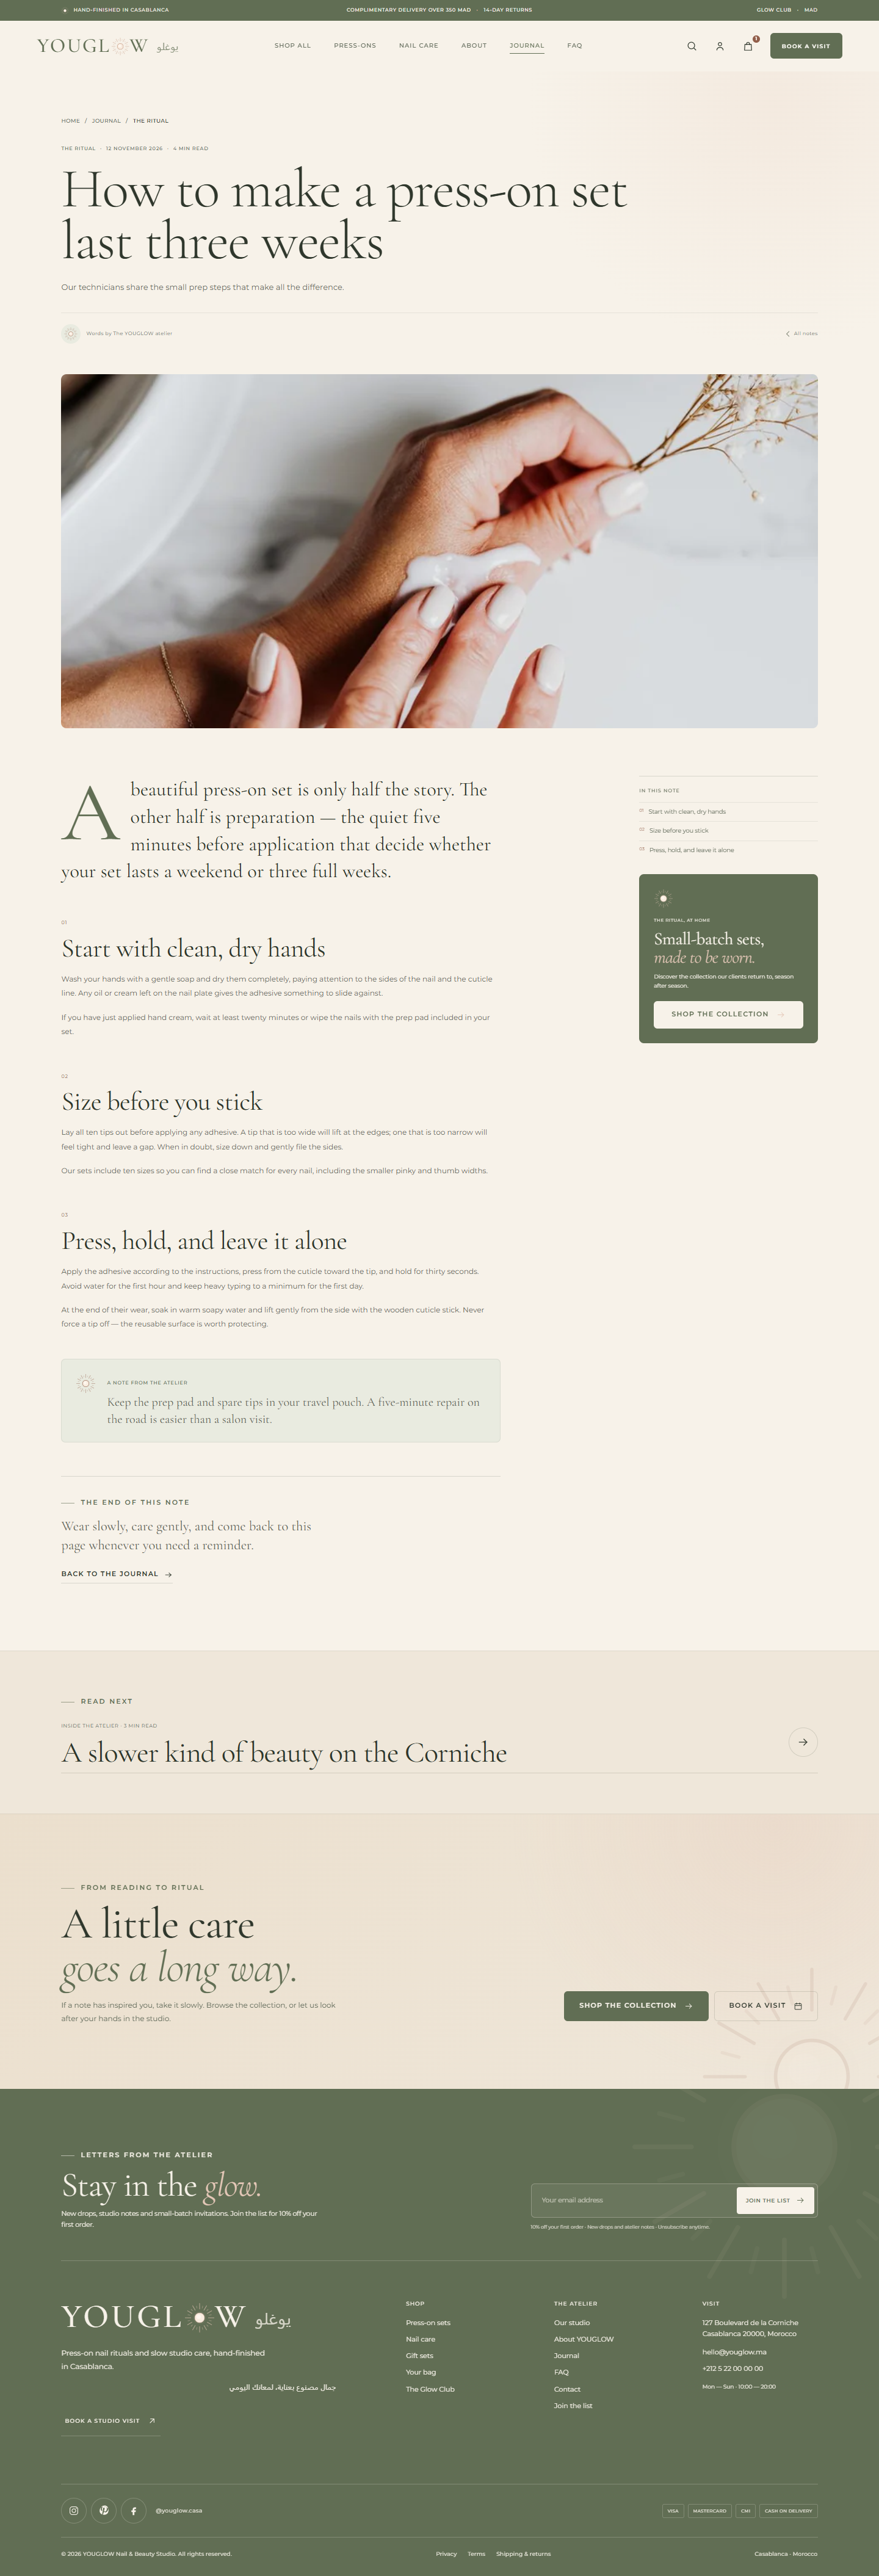 HAND-FINISHED IN CASABLANCA
COMPLIMENTARY DELIVERY OVER 350 MAD · 14-DAY RETURNS
GLOW CLUB · MAD
YOUGLOW يوغلو
SHOP ALL
PRESS-ONS
NAIL CARE
ABOUT
JOURNAL
FAQ
1
BOOK A VISIT
HOME / JOURNAL / THE RITUAL
THE RITUAL · 12 NOVEMBER 2026 · 4 MIN READ
How to make a press-on set
last three weeks
Our technicians share the small prep steps that make all the difference.
Words by The YOUGLOW atelier
All notes
A beautiful press-on set is only half the story. The
other half is preparation — the quiet five
minutes before application that decide whether
your set lasts a weekend or three full weeks.
IN THIS NOTE
01 Start with clean, dry hands
02 Size before you stick
03 Press, hold, and leave it alone
THE RITUAL, AT HOME
Small-batch sets,
made to be worn.
Discover the collection our clients return to, season
after season.
SHOP THE COLLECTION
01
Start with clean, dry hands
Wash your hands with a gentle soap and dry them completely, paying attention to the sides of the nail and the cuticle
line. Any oil or cream left on the nail plate gives the adhesive something to slide against.
If you have just applied hand cream, wait at least twenty minutes or wipe the nails with the prep pad included in your
set.
02
Size before you stick
Lay all ten tips out before applying any adhesive. A tip that is too wide will lift at the edges; one that is too narrow will
feel tight and leave a gap. When in doubt, size down and gently file the sides.
Our sets include ten sizes so you can find a close match for every nail, including the smaller pinky and thumb widths.
03
Press, hold, and leave it alone
Apply the adhesive according to the instructions, press from the cuticle toward the tip, and hold for thirty seconds.
Avoid water for the first hour and keep heavy typing to a minimum for the first day.
At the end of their wear, soak in warm soapy water and lift gently from the side with the wooden cuticle stick. Never
force a tip off — the reusable surface is worth protecting.
A NOTE FROM THE ATELIER
Keep the prep pad and spare tips in your travel pouch. A five-minute repair on
the road is easier than a salon visit.
THE END OF THIS NOTE
Wear slowly, care gently, and come back to this
page whenever you need a reminder.
BACK TO THE JOURNAL
READ NEXT
INSIDE THE ATELIER · 3 MIN READ
A slower kind of beauty on the Corniche
FROM READING TO RITUAL
A little care
goes a long way.
If a note has inspired you, take it slowly. Browse the collection, or let us look
after your hands in the studio.
SHOP THE COLLECTION
BOOK A VISIT
LETTERS FROM THE ATELIER
Stay in the glow.
New drops, studio notes and small-batch invitations. Join the list for 10% off your
first order.
Your email address
JOIN THE LIST
10% off your first order · New drops and atelier notes · Unsubscribe anytime.
YOUGLOW يوغلو
Press-on nail rituals and slow studio care, hand-finished
in Casablanca.
جمال مصنوع بعناية، لمعانك اليومي
BOOK A STUDIO VISIT
SHOP
Press-on sets
Nail care
Gift sets
Your bag
The Glow Club
THE ATELIER
Our studio
About YOUGLOW
Journal
FAQ
Contact
Join the list
VISIT
127 Boulevard de la Corniche
Casablanca 20000, Morocco
hello@youglow.ma
+212 5 22 00 00 00
Mon — Sun · 10:00 — 20:00
@youglow.casa
VISA
MASTERCARD
CMI
CASH ON DELIVERY
© 2026 YOUGLOW Nail & Beauty Studio. All rights reserved.
Privacy
Terms
Shipping & returns
Casablanca · Morocco